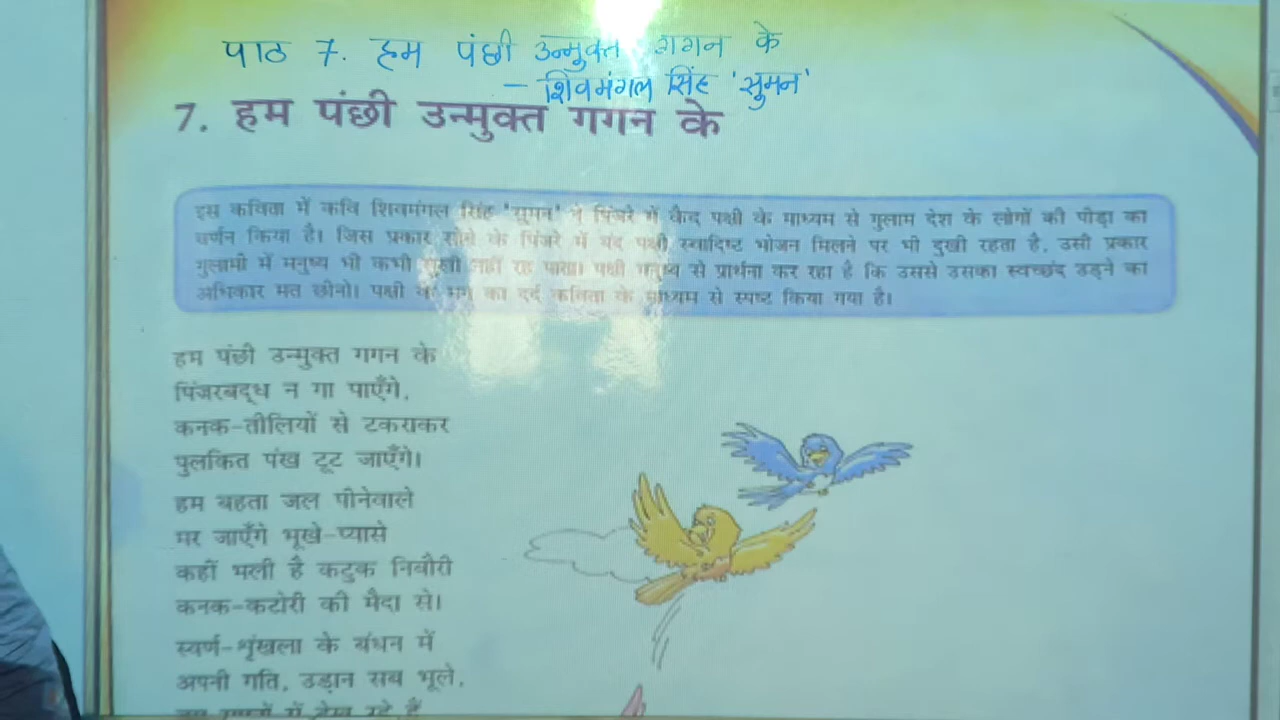 पाठ 7. हम पंछी उन्मुक्त गगन के
– शिवमंगल सिंह 'सुमन'
7. हम पंछी उन्मुक्त गगन के
इस कविता में कवि शिवमंगल सिंह 'सुमन' ने पिंजरे में कैद पक्षी के माध्यम से गुलाम देश के लोगों की पीड़ा का
वर्णन किया है। जिस प्रकार सोने के पिंजरे में बंद पक्षी स्वादिष्ट भोजन मिलने पर भी दुखी रहता है, उसी प्रकार
गुलामी में मनुष्य भी कभी सुखी नहीं रह पाता। पक्षी मनुष्य से प्रार्थना कर रहा है कि उससे उसका स्वच्छंद उड़ने का
अधिकार मत छीनो। पक्षी के मन का दर्द कविता के माध्यम से स्पष्ट किया गया है।
हम पंछी उन्मुक्त गगन के
पिंजरबद्ध न गा पाएँगे,
कनक-तीलियों से टकराकर
पुलकित पंख टूट जाएँगे।
हम बहता जल पीनेवाले
मर जाएँगे भूखे-प्यासे
कहीं भली है कटुक निबौरी
कनक-कटोरी की मैदा से।
स्वर्ण-शृंखला के बंधन में
अपनी गति, उड़ान सब भूले,